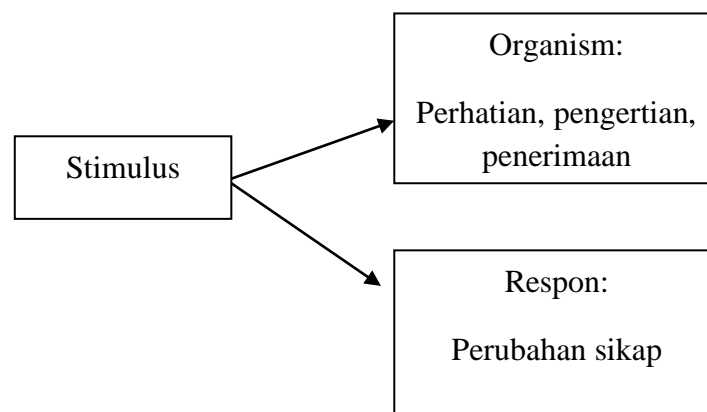 Organism:
Perhatian, pengertian,
penerimaan
Stimulus
Respon:
Perubahan sikap